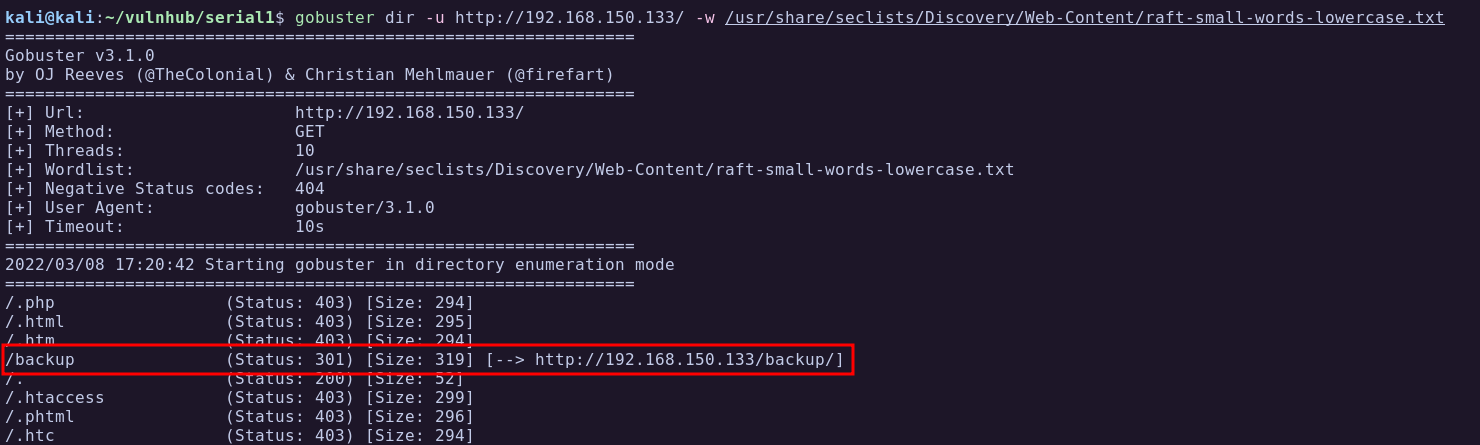 kali@kali:~/vulnhub/serial1$ gobuster dir -u http://192.168.150.133/ -w /usr/share/seclists/Discovery/Web-Content/raft-small-words-lowercase.txt
===============================================================
Gobuster v3.1.0
by OJ Reeves (@TheColonial) & Christian Mehlmauer (@firefart)
===============================================================
[+] Url:                     http://192.168.150.133/
[+] Method:                  GET
[+] Threads:                 10
[+] Wordlist:                /usr/share/seclists/Discovery/Web-Content/raft-small-words-lowercase.txt
[+] Negative Status codes:   404
[+] User Agent:              gobuster/3.1.0
[+] Timeout:                 10s
===============================================================
2022/03/08 17:20:42 Starting gobuster in directory enumeration mode
===============================================================
/.php                 (Status: 403) [Size: 294]
/.html                (Status: 403) [Size: 295]
/.htm                 (Status: 403) [Size: 294]
/backup               (Status: 301) [Size: 319] [--> http://192.168.150.133/backup/]
/.                    (Status: 200) [Size: 52]
/.htaccess            (Status: 403) [Size: 299]
/.phtml               (Status: 403) [Size: 296]
/.htc                 (Status: 403) [Size: 294]